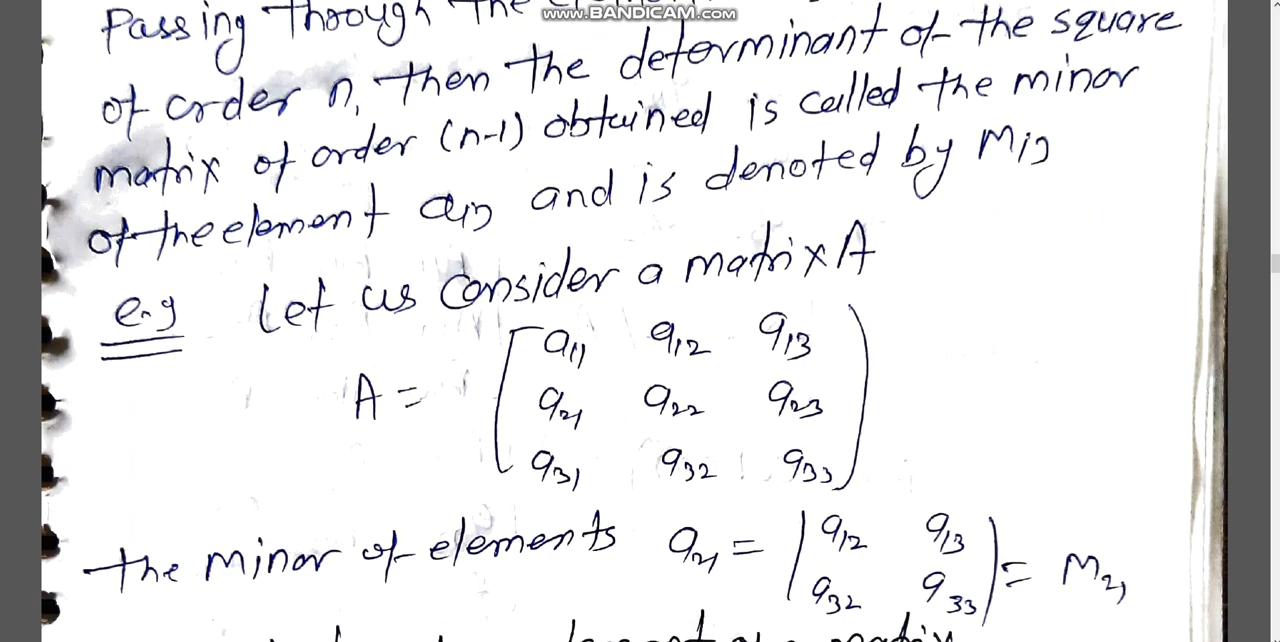 Passing through the
www.BANDICAM.com
of order n, then the determinant of the square
matrix of order (n-1) obtained is called the minor
of the element aij and is denoted by Mij
e.g Let us consider a matrix A
A = [a11 a12 a13
a21 a22 a23
a31 a32 a33]
the minor of elements a21 = |a12 a13
a32 a33| = M21
matrix